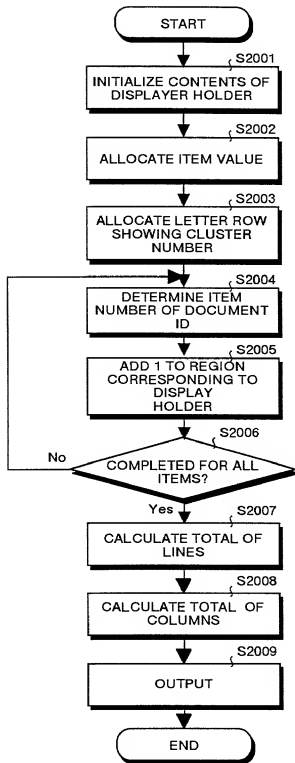 START
S2001
INITIALIZE CONTENTS OF
DISPLAYER HOLDER
S2002
ALLOCATE ITEM VALUE
S2003
ALLOCATE LETTER ROW
SHOWING CLUSTER
NUMBER
S2004
DETERMINE ITEM
NUMBER OF DOCUMENT
ID
S2005
ADD 1 TO REGION
CORRESPONDING TO
DISPLAY
HOLDER
S2006
No
COMPLETED FOR ALL
ITEMS?
Yes
S2007
CALCULATE TOTAL OF
LINES
S2008
CALCULATE TOTAL OF
COLUMNS
S2009
OUTPUT
END